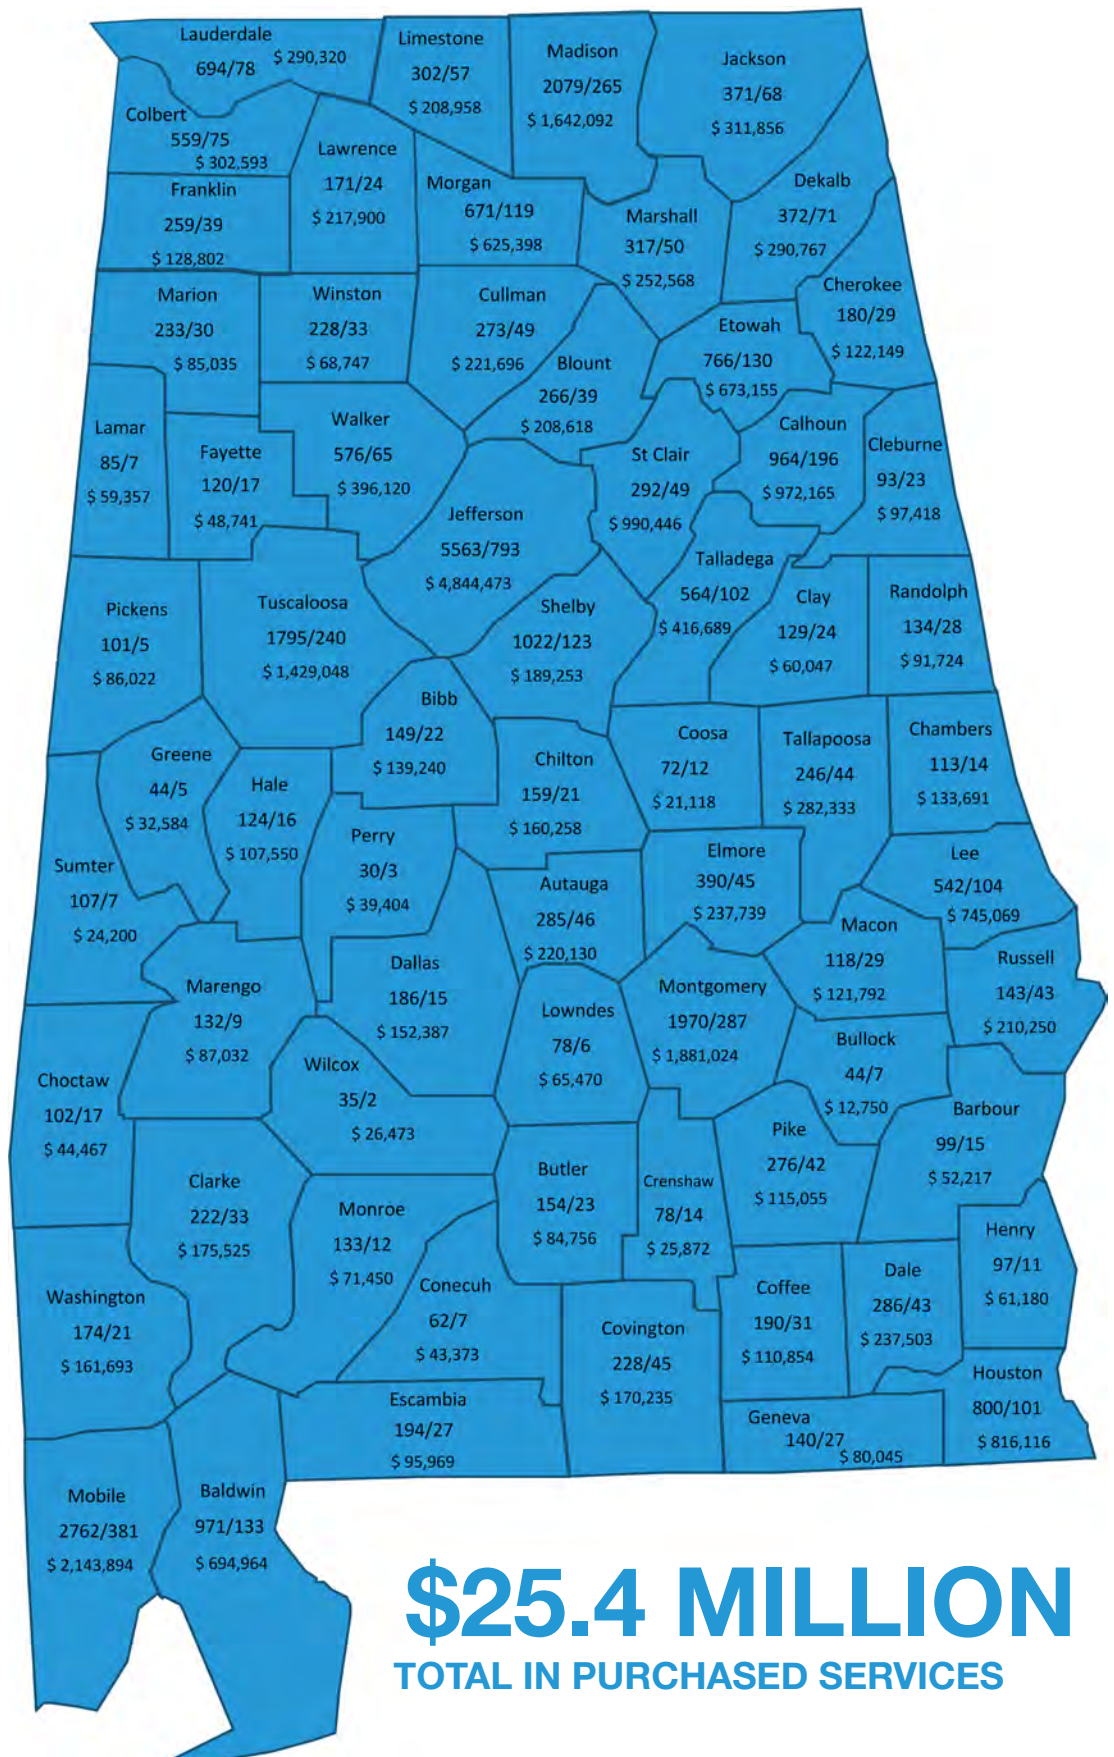 Lauderdale
694/78
$ 290,320
Limestone
302/57
$ 208,958
Madison
2079/265
$ 1,642,092
Jackson
371/68
$ 311,856
Colbert
559/75
$ 302,593
Lawrence
171/24
$ 217,900
Franklin
259/39
$ 128,802
Morgan
671/119
$ 625,398
Marshall
317/50
$ 252,568
Dekalb
372/71
$ 290,767
Cherokee
180/29
$ 122,149
Marion
233/30
$ 85,035
Winston
228/33
$ 68,747
Cullman
273/49
$ 221,696
Blount
266/39
$ 208,618
Etowah
766/130
$ 673,155
Lamar
85/7
$ 59,357
Fayette
120/17
$ 48,741
Walker
576/65
$ 396,120
Jefferson
5563/793
$ 4,844,473
St Clair
292/49
$ 990,446
Calhoun
964/196
$ 972,165
Cleburne
93/23
$ 97,418
Pickens
101/5
$ 86,022
Tuscaloosa
1795/240
$ 1,429,048
Shelby
1022/123
$ 189,253
Talladega
564/102
$ 416,689
Clay
129/24
$ 60,047
Randolph
134/28
$ 91,724
Bibb
149/22
$ 139,240
Greene
44/5
$ 32,584
Hale
124/16
$ 107,550
Chilton
159/21
$ 160,258
Coosa
72/12
$ 21,118
Tallapoosa
246/44
$ 282,333
Chambers
113/14
$ 133,691
Sumter
107/7
$ 24,200
Perry
30/3
$ 39,404
Autauga
285/46
$ 220,130
Elmore
390/45
$ 237,739
Lee
542/104
$ 745,069
Macon
118/29
$ 121,792
Russell
143/43
$ 210,250
Marengo
132/9
$ 87,032
Dallas
186/15
$ 152,387
Lowndes
78/6
$ 65,470
Montgomery
1970/287
$ 1,881,024
Bullock
44/7
$ 12,750
Choctaw
102/17
$ 44,467
Wilcox
35/2
$ 26,473
Barbour
99/15
$ 52,217
Pike
276/42
$ 115,055
Clarke
222/33
$ 175,525
Butler
154/23
$ 84,756
Crenshaw
78/14
$ 25,872
Monroe
133/12
$ 71,450
Henry
97/11
$ 61,180
Conecuh
62/7
$ 43,373
Coffee
190/31
$ 110,854
Dale
286/43
$ 237,503
Washington
174/21
$ 161,693
Covington
228/45
$ 170,235
Houston
800/101
$ 816,116
Escambia
194/27
$ 95,969
Geneva
140/27
$ 80,045
Mobile
2762/381
$ 2,143,894
Baldwin
971/133
$ 694,964
$25.4 MILLION
TOTAL IN PURCHASED SERVICES